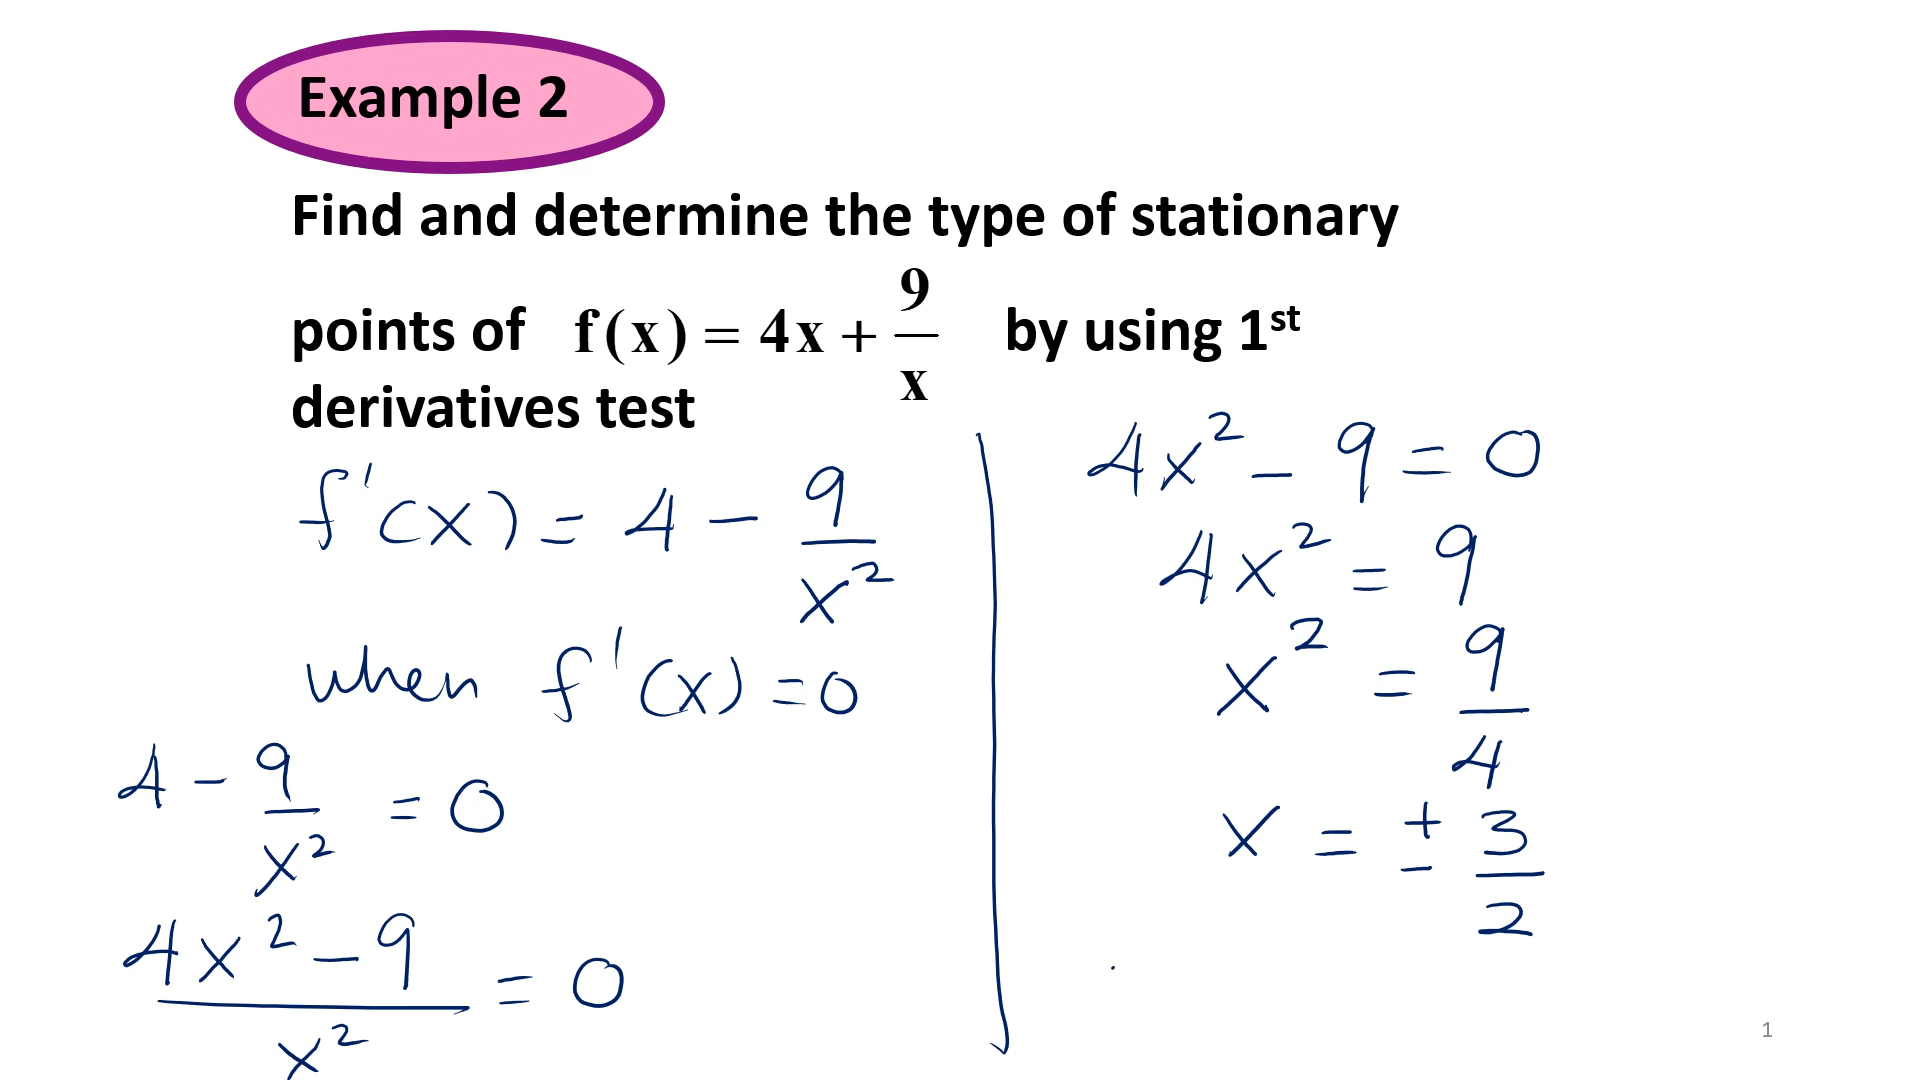 Example 2
Find and determine the type of stationary
points of f(x) = 4x + 9/x by using 1st
derivatives test
f'(x) = 4 - 9/x²
when f'(x) = 0
4 - 9/x² = 0
4x² - 9/x² = 0
4x² - 9 = 0
4x² = 9
x² = 9/4
x = ± 3/2
1